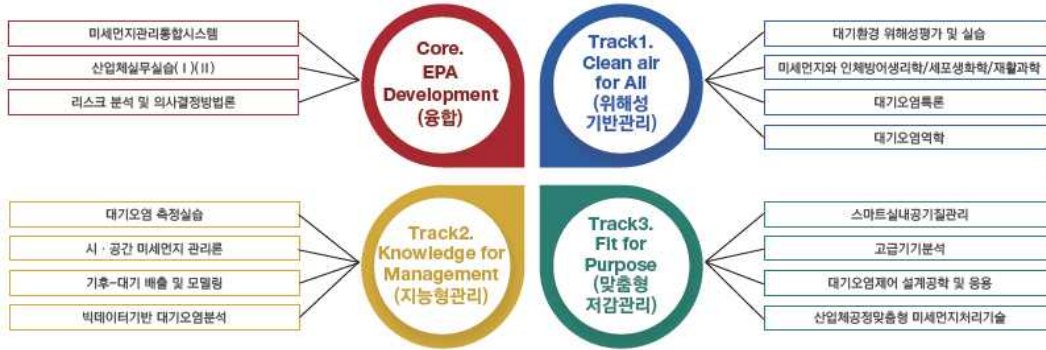 미세먼지관리통합시스템
산업체실무실습(Ⅰ)(Ⅱ)
리스크 분석 및 의사결정방법론
Core.
EPA
Development
(융합)
Track1.
Clean air
for All
(위해성
기반관리)
대기환경 위해성평가 및 실습
미세먼지와 인체방어생리학/세포생화학/재활과학
대기오염특론
대기오염역학
대기오염 측정실습
시·공간 미세먼지 관리론
기후-대기 배출 및 모델링
빅데이터기반 대기오염분석
Track2.
Knowledge for
Management
(지능형관리)
Track3.
Fit for
Purpose
(맞춤형
저감관리)
스마트실내공기질관리
고급기기분석
대기오염제어 설계공학 및 응용
산업체공정맞춤형 미세먼지처리기술